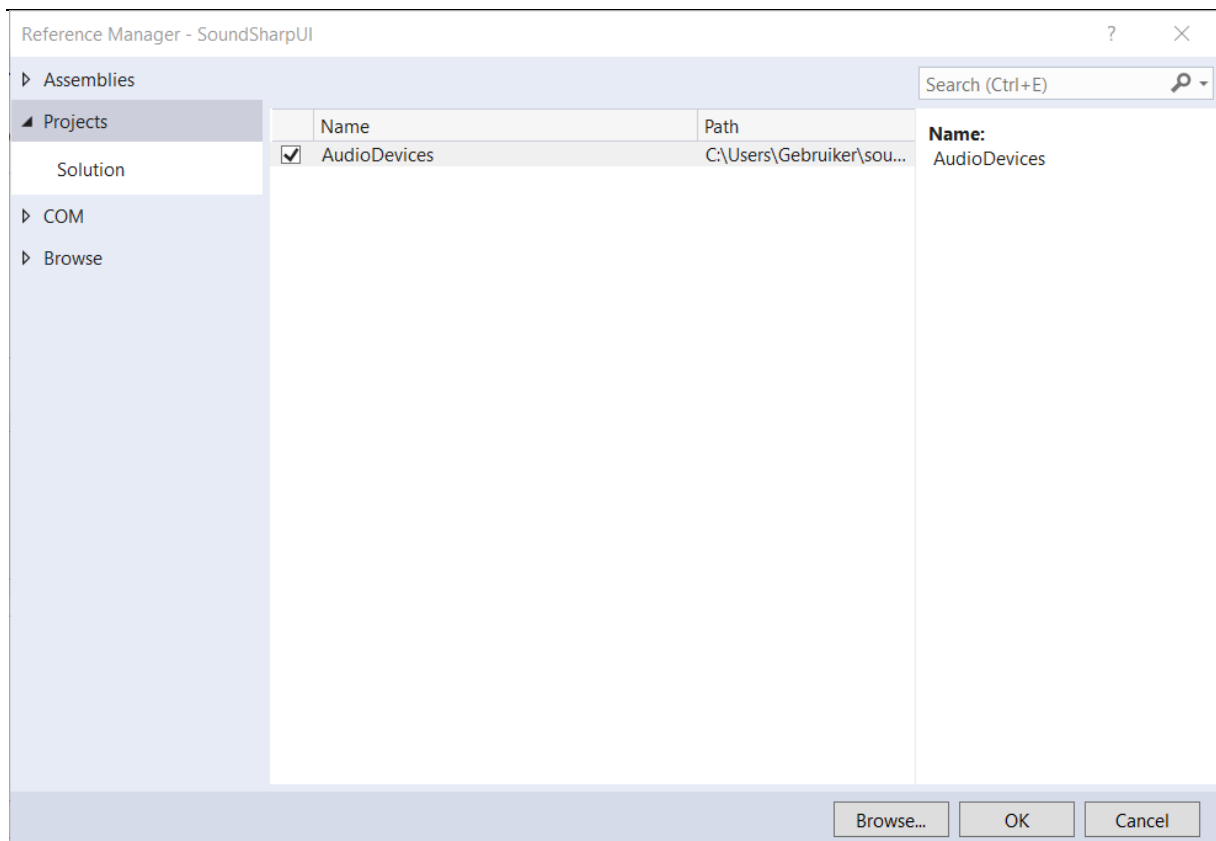 Reference Manager - SoundSharpUI ? ×
Assemblies
Search (Ctrl+E)
Projects
Name Path
Name:
AudioDevices C:\Users\Gebruiker\sou...
AudioDevices
Solution
COM
Browse
Browse... OK Cancel